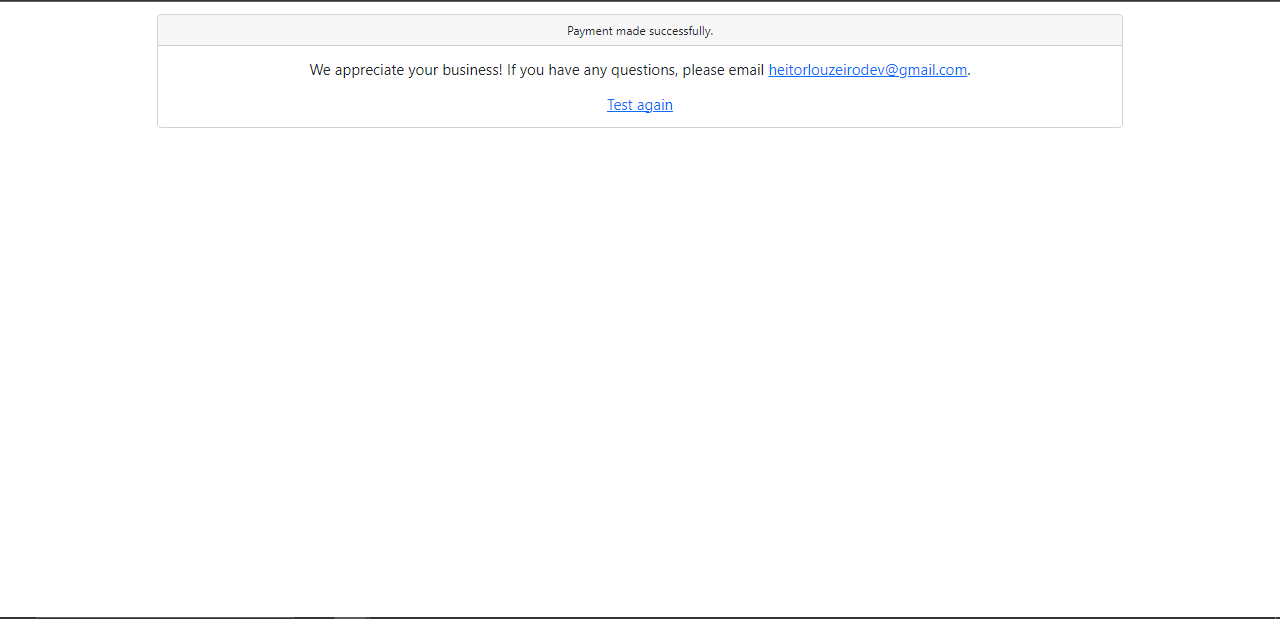 Payment made successfully.
We appreciate your business! If you have any questions, please email heitorlouzeirodev@gmail.com.
Test again